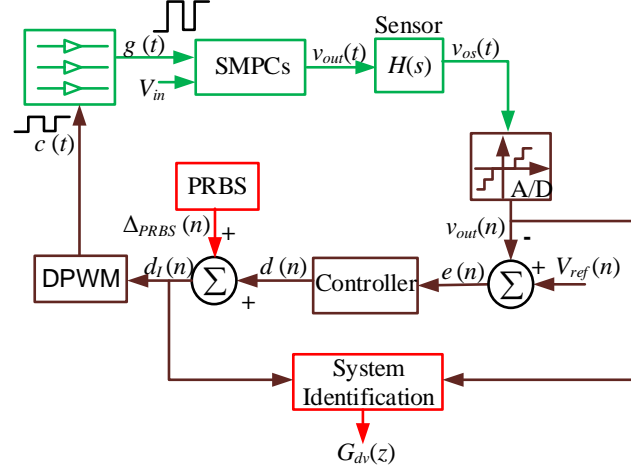 Sensor
g (t)
v_out(t)
v_os(t)
SMPCs
H(s)
V_in
c (t)
A/D
PRBS
v_out(n)
-
Δ_PRBS (n)
+
DPWM
d_I (n)
Σ
d (n)
+
Controller
e (n)
Σ
+
V_ref (n)
System
Identification
G_dv(z)